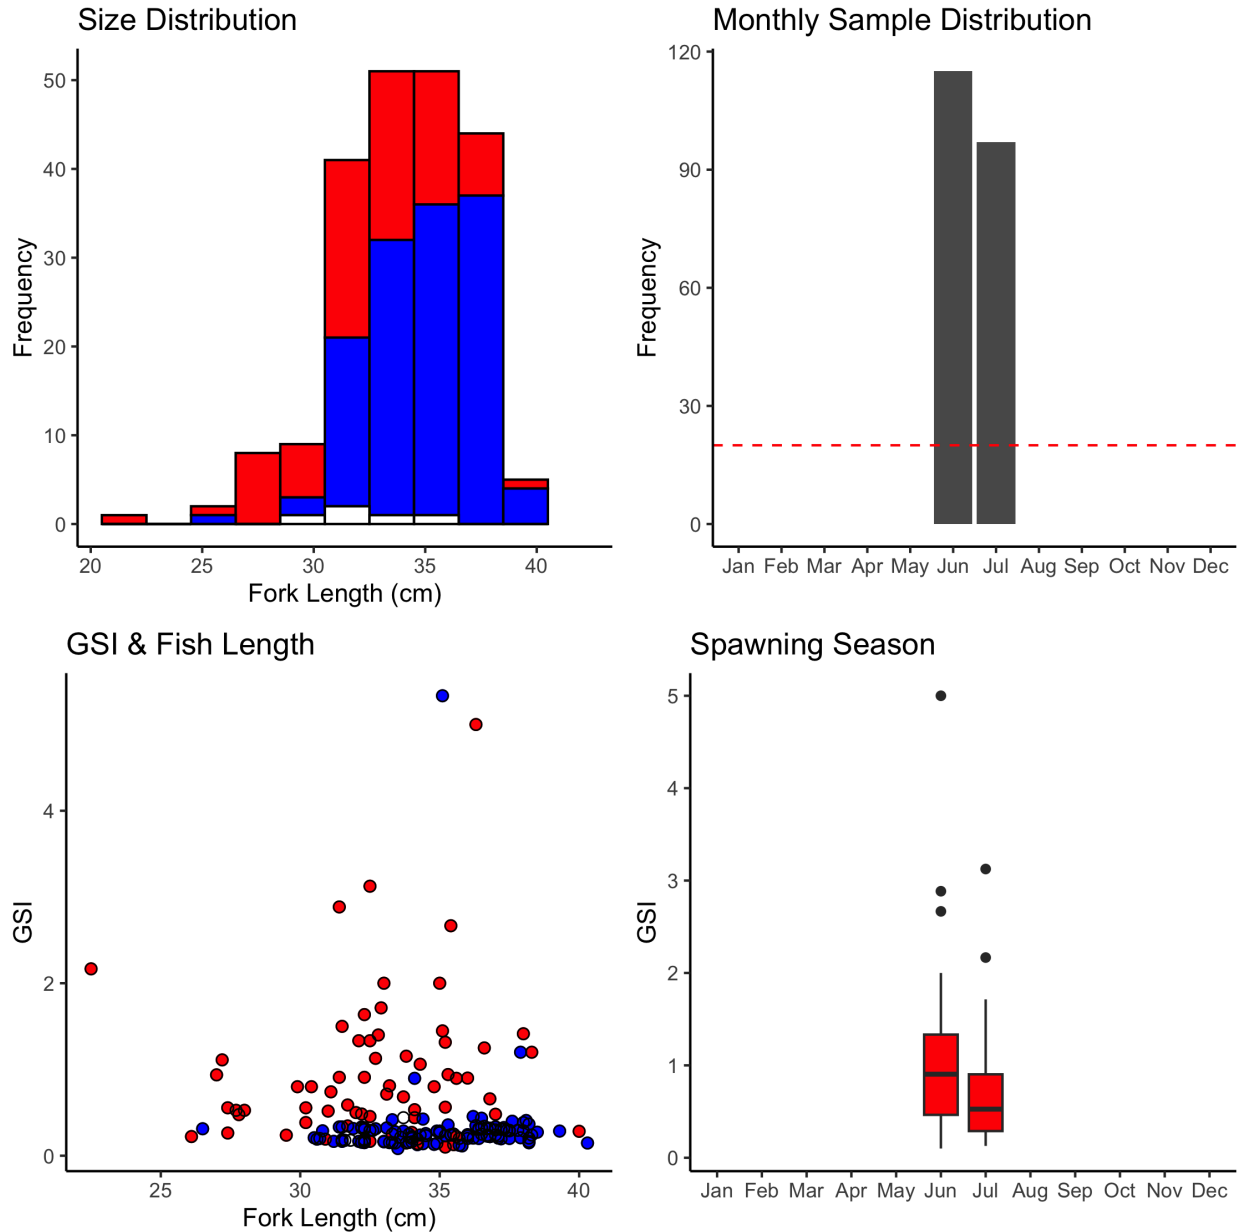 Size Distribution
Frequency
50
40
30
20
10
0
20 25 30 35 40
Fork Length (cm)
Monthly Sample Distribution
Frequency
120
90
60
30
0
Jan Feb Mar Apr May Jun Jul Aug Sep Oct Nov Dec
GSI & Fish Length
GSI
4
2
0
25 30 35 40
Fork Length (cm)
Spawning Season
GSI
5
4
3
2
1
0
Jan Feb Mar Apr May Jun Jul Aug Sep Oct Nov Dec